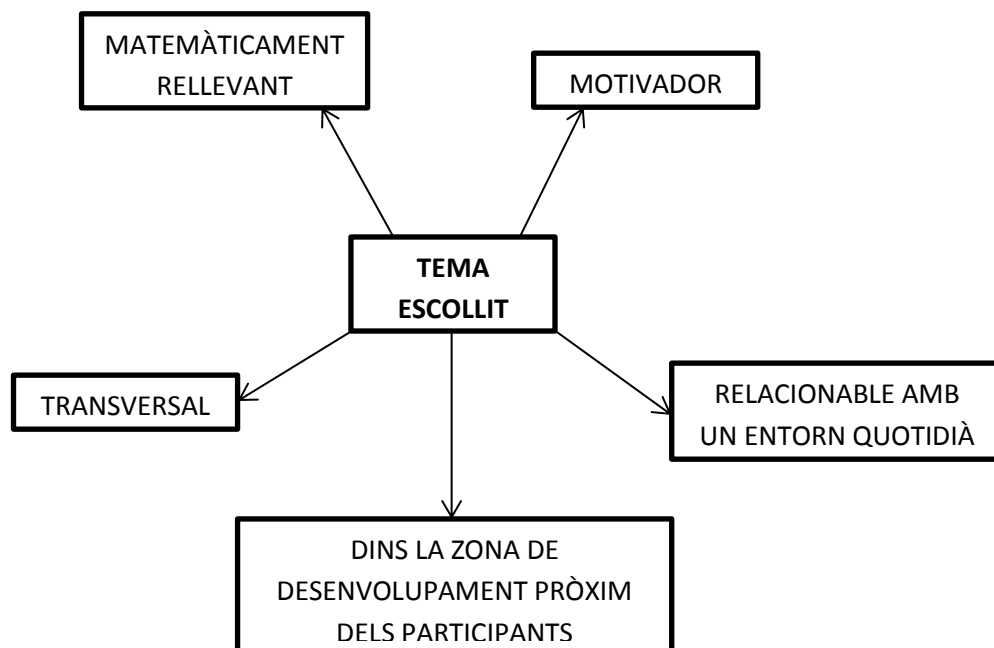 MATEMÀTICAMENT
RELLEVANT
MOTIVADOR
TEMA
ESCOLLIT
TRANSVERSAL
RELACIONABLE AMB
UN ENTORN QUOTIDIÀ
DINS LA ZONA DE
DESENVOLUPAMENT PRÒXIM
DELS PARTICIPANTS